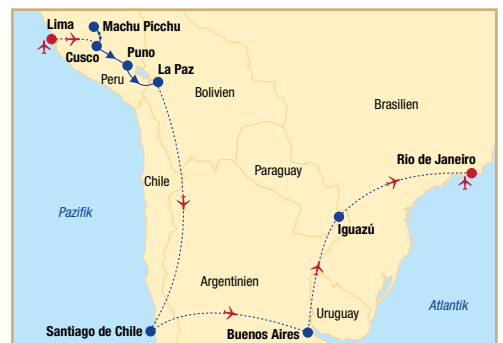 Lima
Machu Picchu
Cusco
Puno
Peru
La Paz
Bolivien
Brasilien
Rio de Janeiro
Paraguay
Chile
Pazifik
Iguazú
Argentinien
Uruguay
Atlantik
Santiago de Chile
Buenos Aires